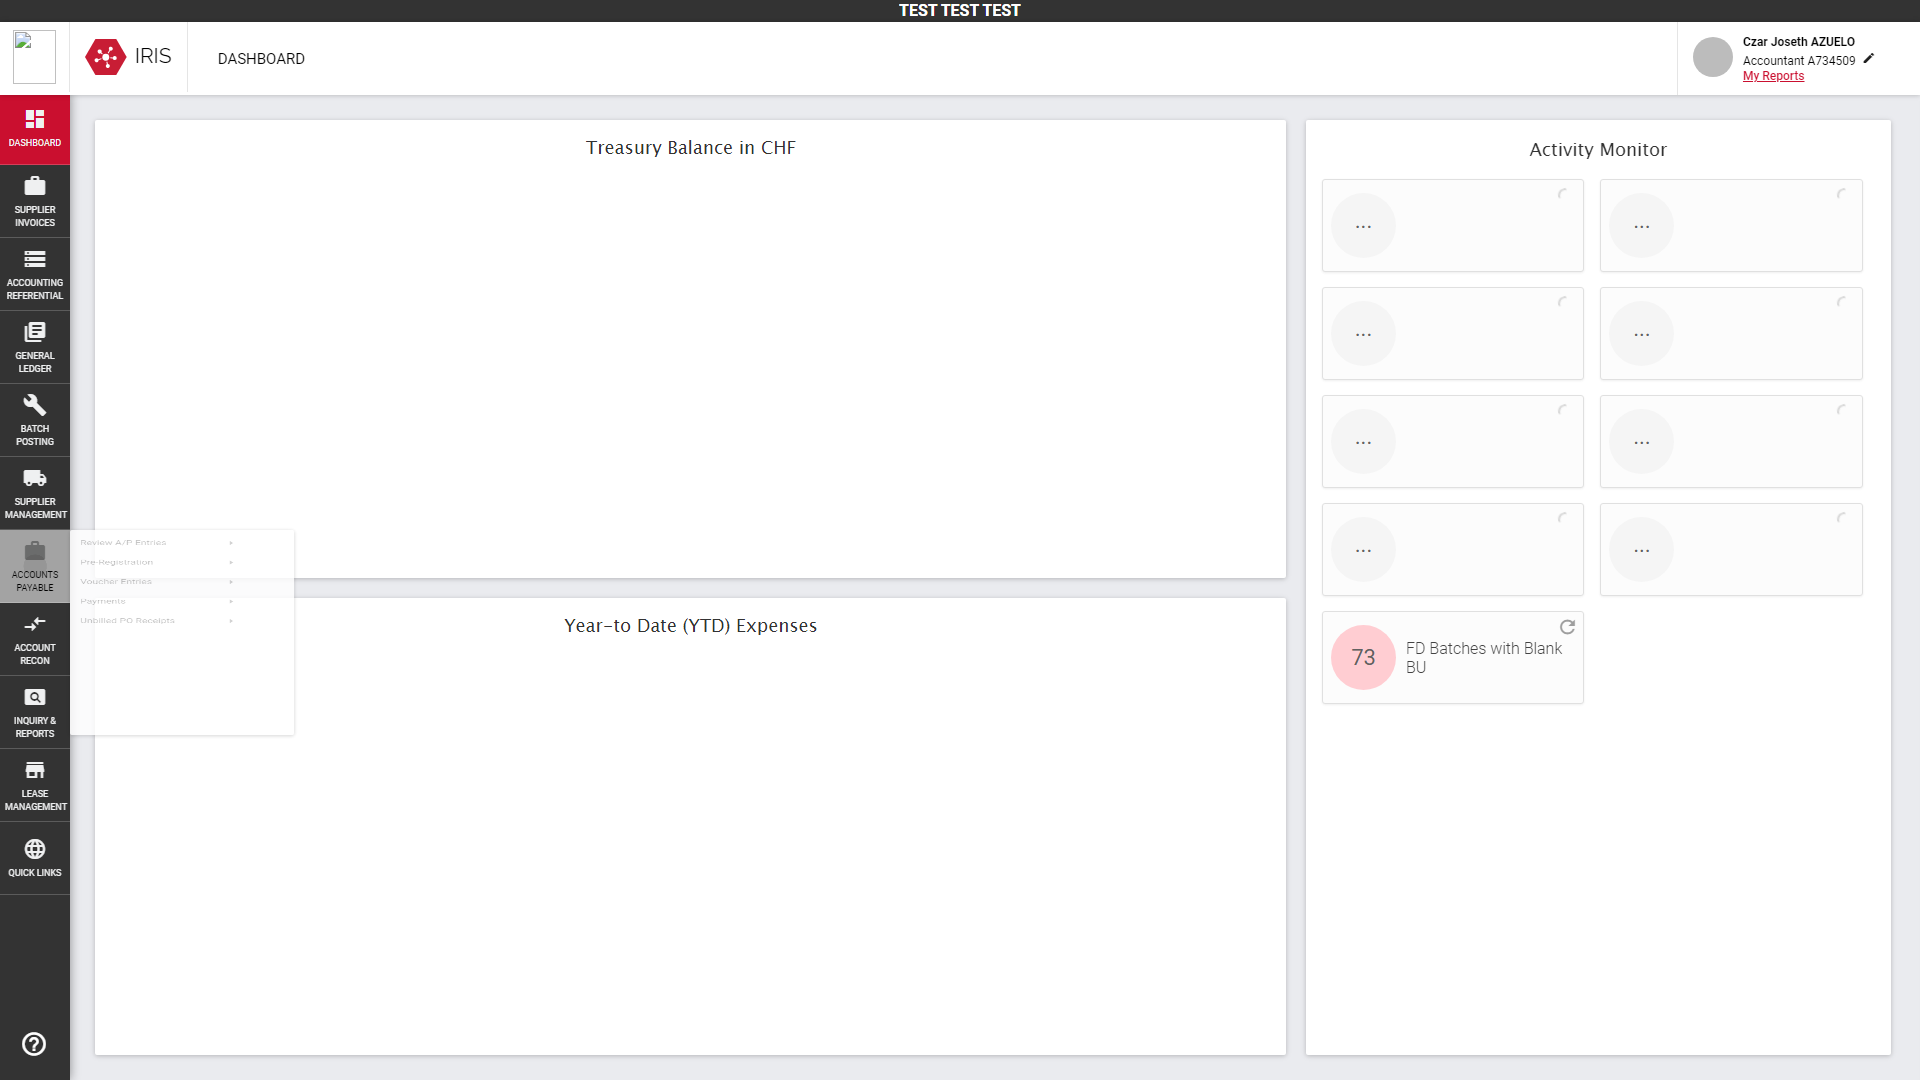 TEST TEST TEST
IRIS
DASHBOARD
Czar Joseth AZUELO
Accountant A734509
My Reports
DASHBOARD
SUPPLIER
INVOICES
ACCOUNTING
REFERENTIAL
GENERAL
LEDGER
BATCH
POSTING
SUPPLIER
MANAGEMENT
ACCOUNTS
PAYABLE
ACCOUNT
RECON
INQUIRY &
REPORTS
LEASE
MANAGEMENT
QUICK LINKS
Review A/P Entries
Pre-Registration
Voucher Entries
Payments
Unbilled PO Receipts
Treasury Balance in CHF
Year-to Date (YTD) Expenses
Activity Monitor
...
...
...
...
...
...
...
...
73
FD Batches with Blank
BU